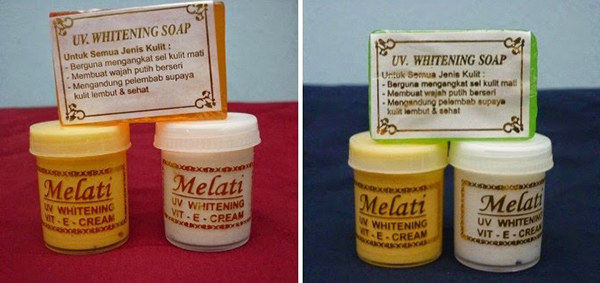 UV. WHITENING SOAP
Untuk Semua Jenis Kulit :
- Berguna mengangkat sel kulit mati
- Membuat wajah putih berseri
- Mengandung pelembab supaya
kulit lembut & sehat
Melati
UV WHITENING
VIT - E - CREAM
Melati
UV WHITENING
VIT - E - CREAM
UV. WHITENING SOAP
Untuk Semua Jenis Kulit :
- Berguna mengangkat sel kulit mati
- Membuat wajah putih berseri
- Mengandung pelembab supaya
kulit lembut & sehat
Melati
UV WHITENING
VIT - E - CREAM
Melati
UV WHITENING
VIT - E - CREAM